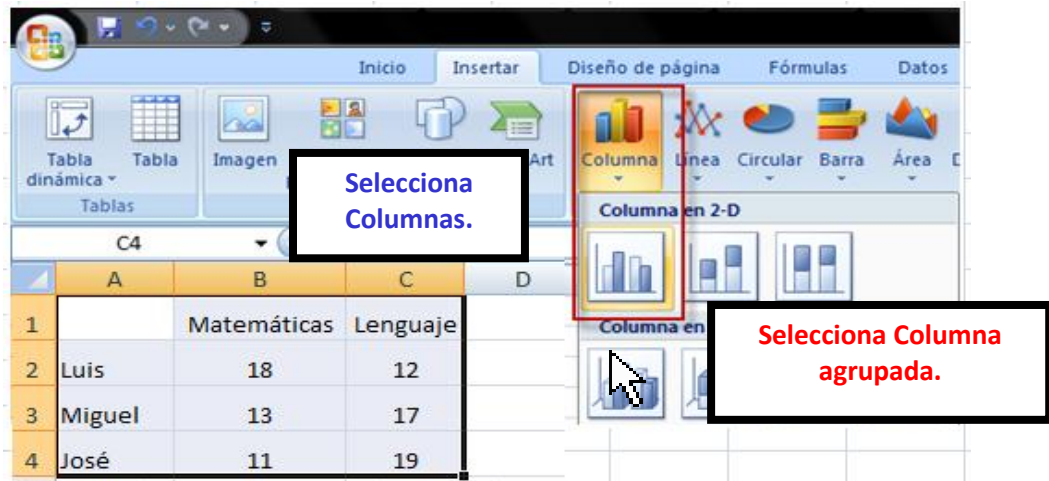 Inicio Insertar Diseño de página Fórmulas Datos
Tabla dinámica
Tabla
Imagen
Art
Columna Línea Circular Barra Área
Tablas
Selecciona
Columnas.
Columna en 2-D
C4
A B C D
1 Matemáticas Lenguaje
2 Luis 18 12
3 Miguel 13 17
4 José 11 19
Columna en
Selecciona Columna
agrupada.